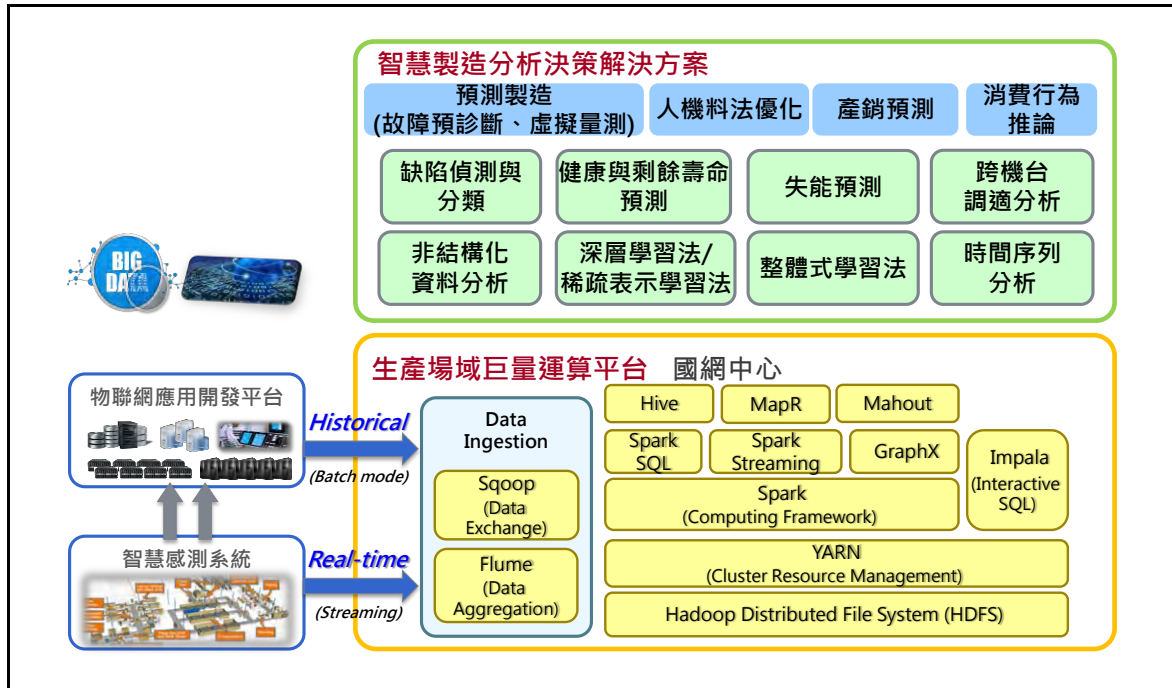 智慧製造分析決策解決方案
預測製造
(故障預診斷、虛擬量測)
人機料法優化
產銷預測
消費行為
推論
缺陷偵測與
分類
健康與剩餘壽命
預測
失能預測
跨機台
調適分析
非結構化
資料分析
深層學習法/
稀疏表示學習法
整體式學習法
時間序列
分析
BIG
DATA
生產場域巨量運算平台 國網中心
物聯網應用開發平台
Historical
(Batch mode)
智慧感測系統
Real-time
(Streaming)
Data
Ingestion
Sqoop
(Data
Exchange)
Flume
(Data
Aggregation)
Hive
MapR
Mahout
Spark
SQL
Spark
Streaming
GraphX
Impala
(Interactive
SQL)
Spark
(Computing Framework)
YARN
(Cluster Resource Management)
Hadoop Distributed File System (HDFS)